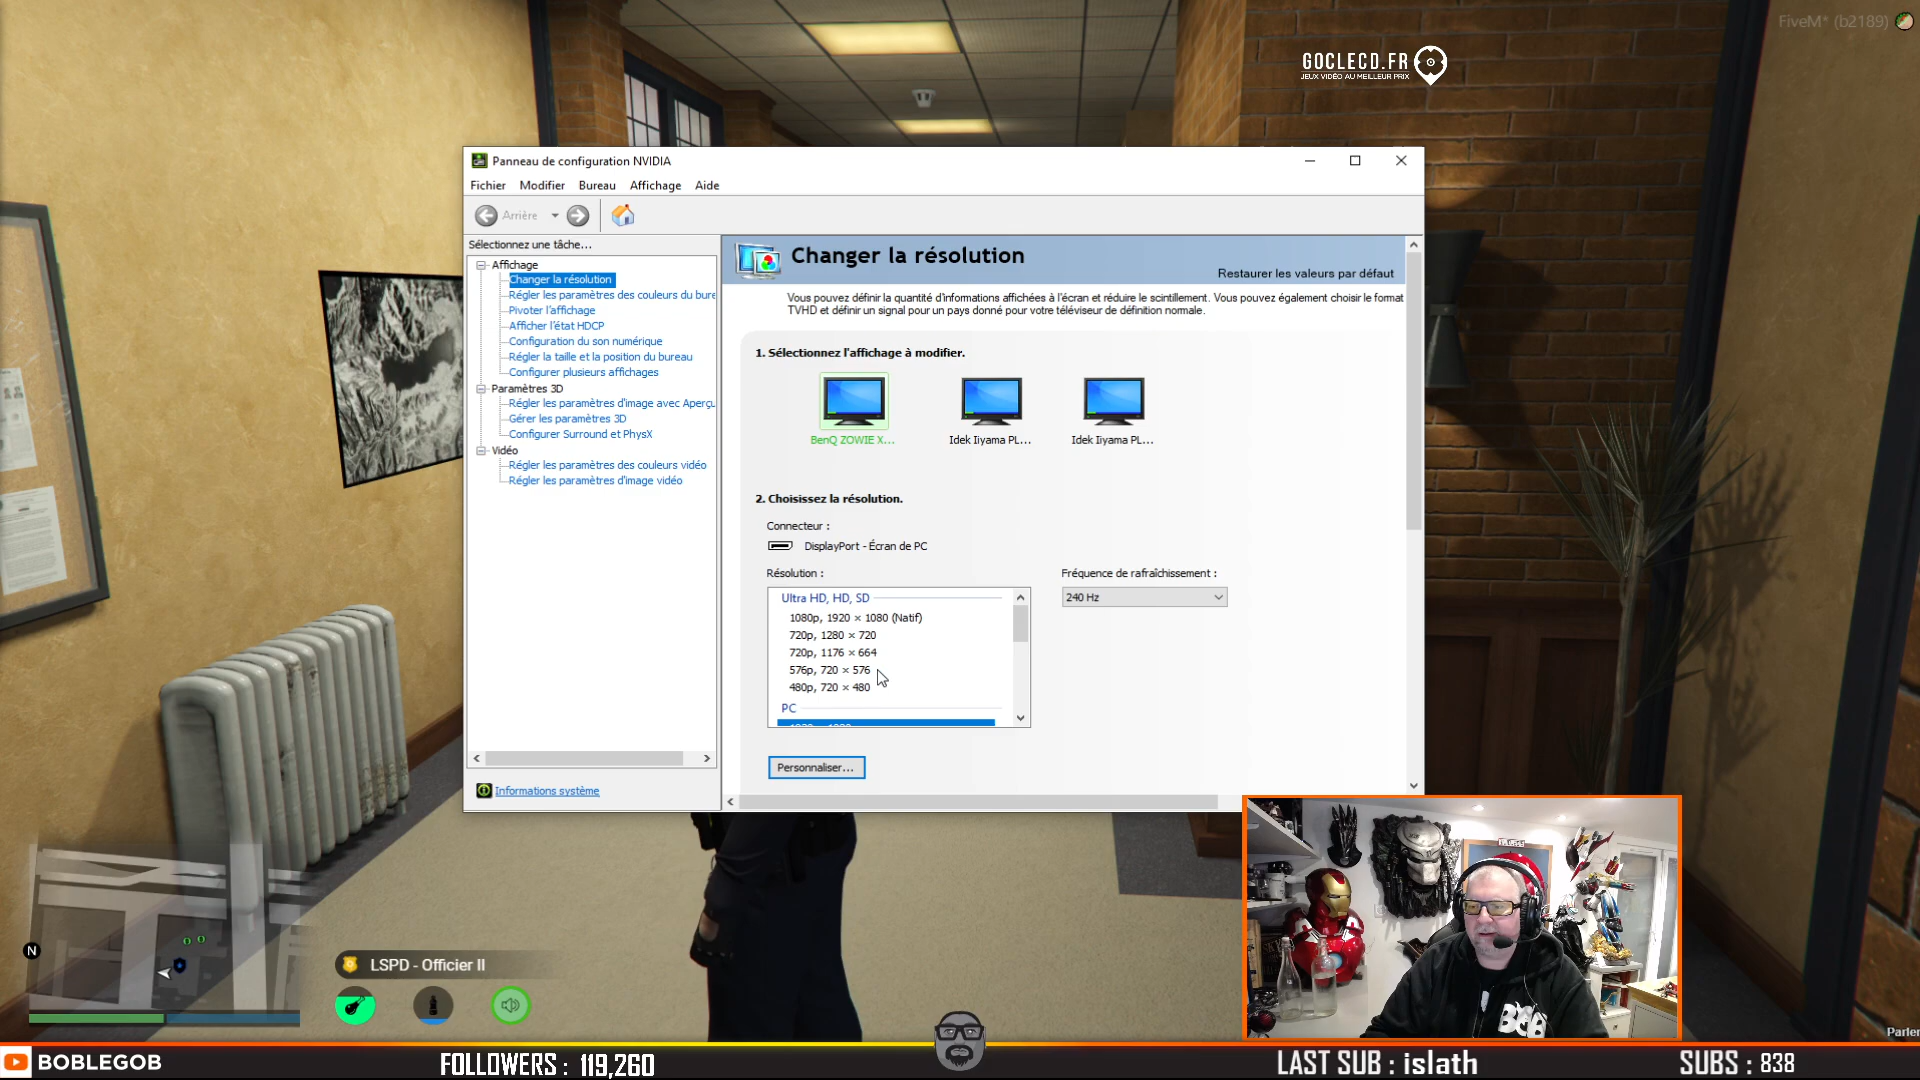 FiveM* (b2189)
GOCLECD.FR
JEUX VIDÉO AU MEILLEUR PRIX
Panneau de configuration NVIDIA
Fichier Modifier Bureau Affichage Aide
Arrière
Sélectionnez une tâche...
Affichage
Changer la résolution
Régler les paramètres des couleurs du bure
Pivoter l'affichage
Afficher l'état HDCP
Configuration du son numérique
Régler la taille et la position du bureau
Configurer plusieurs affichages
Paramètres 3D
Régler les paramètres d'image avec Aperçu
Gérer les paramètres 3D
Configurer Surround et PhysX
Vidéo
Régler les paramètres des couleurs vidéo
Régler les paramètres d'image vidéo
Informations système
Changer la résolution
Restaurer les valeurs par défaut
Vous pouvez définir la quantité d'informations affichées à l'écran et réduire le scintillement. Vous pouvez également choisir le format
TVHD et définir un signal pour un pays donné pour votre téléviseur de définition normale.
1. Sélectionnez l'affichage à modifier.
BenQ ZOWIE X... Idek Iiyama PL... Idek Iiyama PL...
2. Choisissez la résolution.
Connecteur :
DisplayPort - Écran de PC
Résolution :
Ultra HD, HD, SD
1080p, 1920 × 1080 (Natif)
720p, 1280 × 720
720p, 1176 × 664
576p, 720 × 576
480p, 720 × 480
PC
Fréquence de rafraîchissement :
240 Hz
Personnaliser...
N
LSPD - Officier II
Parler
BOBLEGOB
FOLLOWERS : 119,260
LAST SUB : islath
SUBS : 838